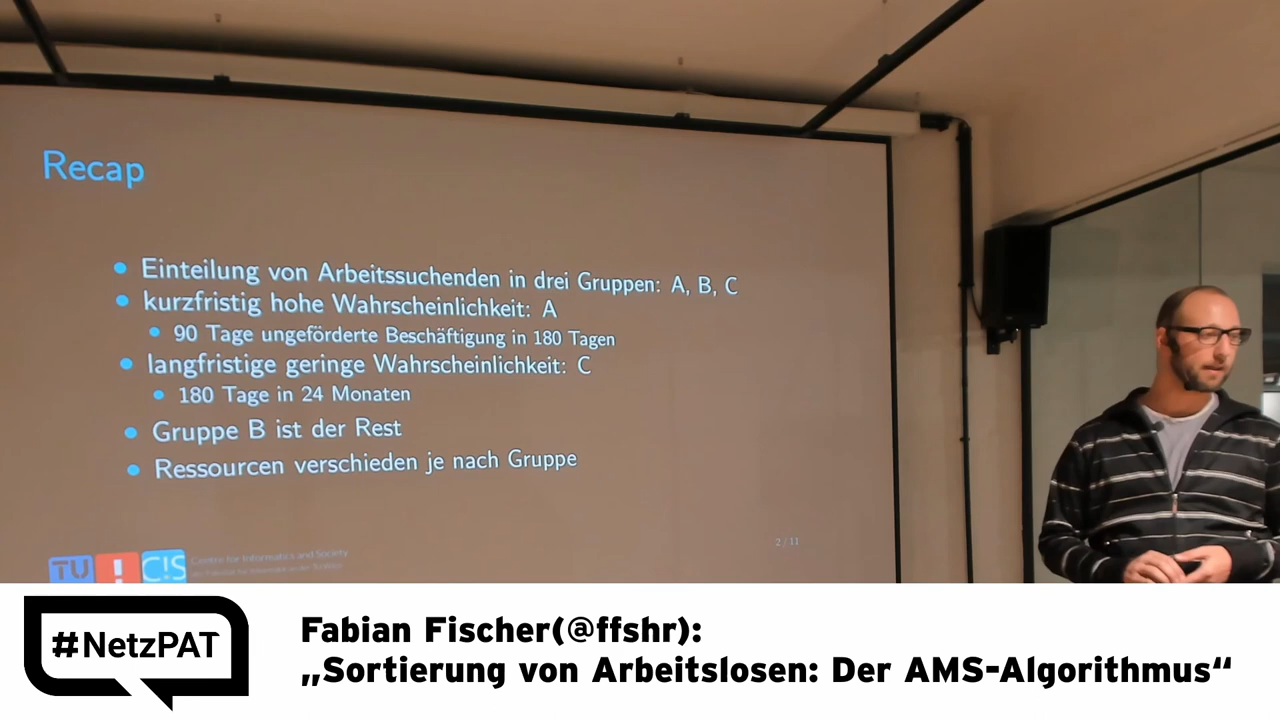 Recap
Einteilung von Arbeitssuchenden in drei Gruppen: A, B, C
kurzfristig hohe Wahrscheinlichkeit: A
90 Tage ungeförderte Beschäftigung in 180 Tagen
langfristige geringe Wahrscheinlichkeit: C
180 Tage in 24 Monaten
Gruppe B ist der Rest
Ressourcen verschieden je nach Gruppe
2 / 11
TU ! C!S
Centre for Informatics and Society
#NetzPAT
Fabian Fischer(@ffshr):
„Sortierung von Arbeitslosen: Der AMS-Algorithmus“